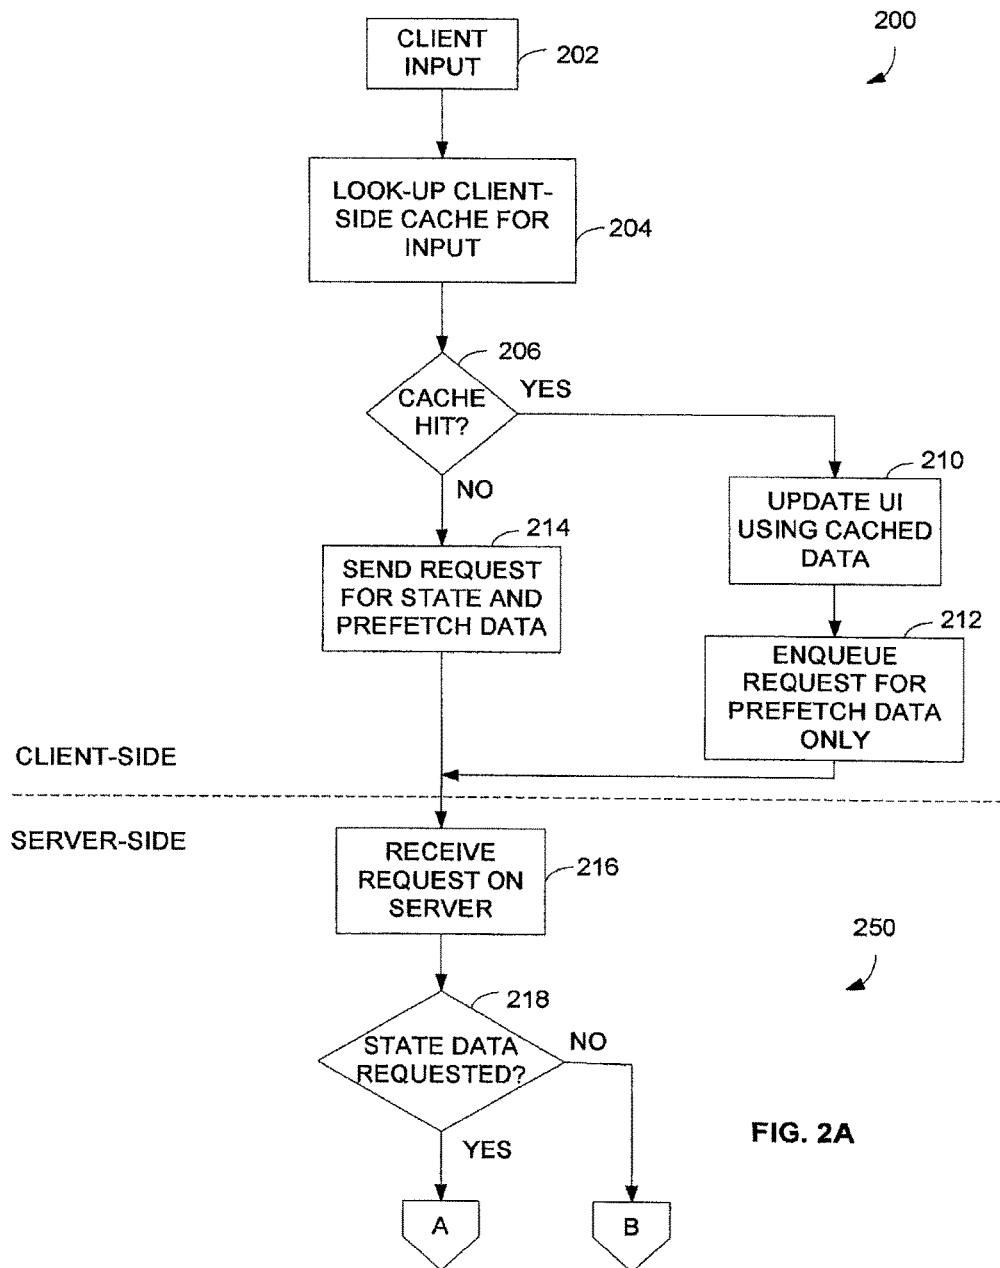 200
CLIENT
INPUT
202
LOOK-UP CLIENT-
SIDE CACHE FOR
INPUT
204
206
CACHE
HIT?
YES
NO
210
UPDATE UI
USING CACHED
DATA
214
SEND REQUEST
FOR STATE AND
PREFETCH DATA
212
ENQUEUE
REQUEST FOR
PREFETCH DATA
ONLY
CLIENT-SIDE
SERVER-SIDE
RECEIVE
REQUEST ON
SERVER
216
250
218
STATE DATA
REQUESTED?
NO
YES
FIG. 2A
A
B